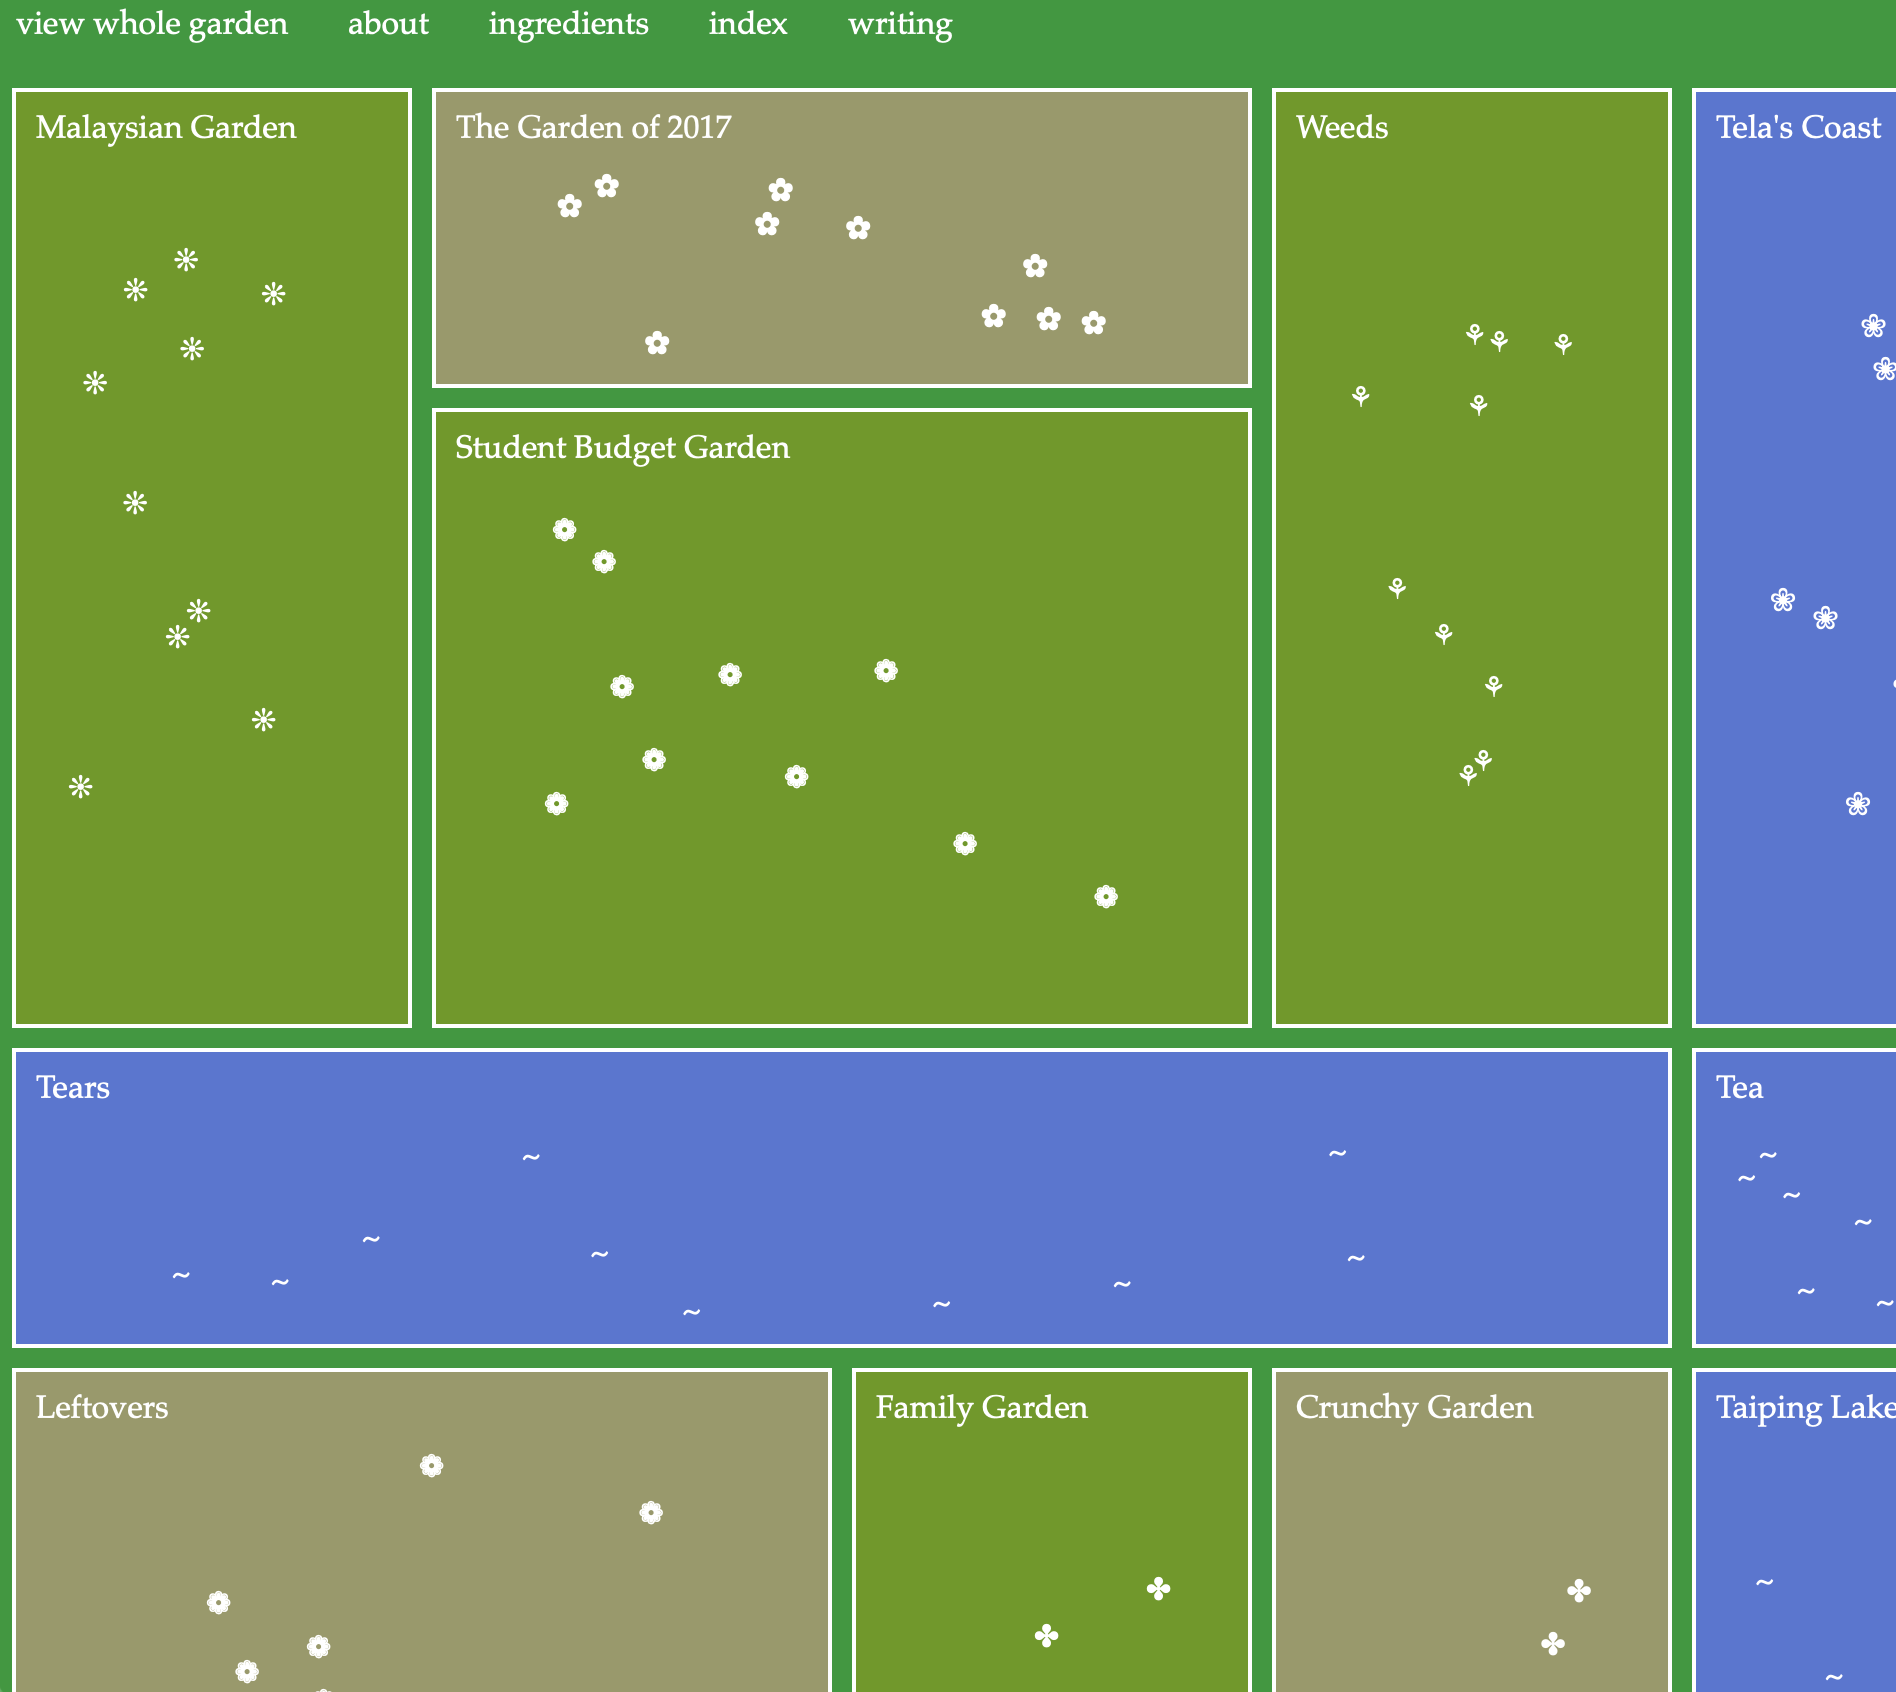 view whole garden about ingredients index writing
Malaysian Garden
The Garden of 2017
Weeds
Tela's Coast
Student Budget Garden
Tears
Tea
Leftovers
Family Garden
Crunchy Garden
Taiping Lake